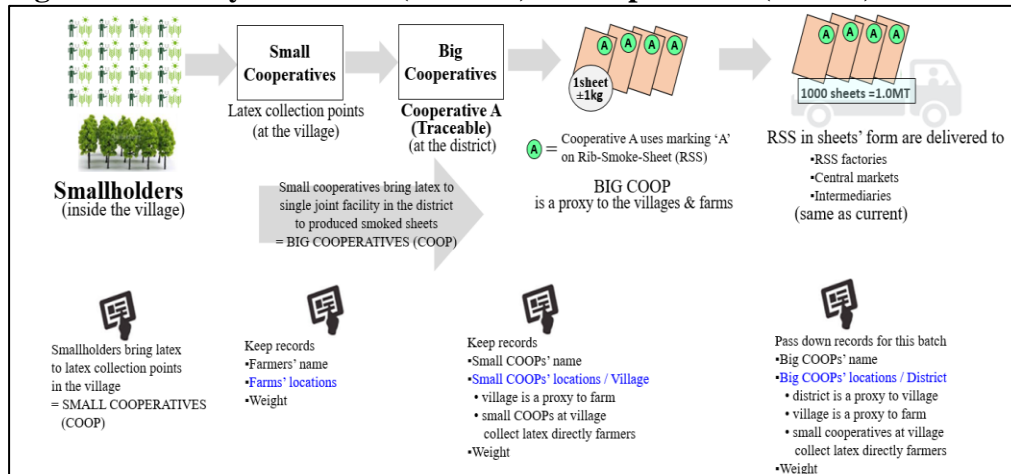 Small
Cooperatives
Latex collection points
(at the village)
Big
Cooperatives
Cooperative A
(Traceable)
(at the district)
A A A A
1sheet
±1kg
A = Cooperative A uses marking ‘A’
on Rib-Smoke-Sheet (RSS)
BIG COOP
is a proxy to the villages & farms
A A A A
1000 sheets =1.0MT
RSS in sheets’ form are delivered to
▪RSS factories
▪Central markets
▪Intermediaries
(same as current)
Smallholders
(inside the village)
Small cooperatives bring latex to
single joint facility in the district
to produced smoked sheets
= BIG COOPERATIVES (COOP)
Smallholders bring latex
to latex collection points
in the village
= SMALL COOPERATIVES
(COOP)
Keep records
▪Farmers’ name
▪Farms’ locations
▪Weight
Keep records
▪Small COOPs’ name
▪Small COOPs’ locations / Village
• village is a proxy to farm
• small COOPs at village
collect latex directly farmers
▪Weight
Pass down records for this batch
▪Big COOPs’ name
▪Big COOPs’ locations / District
• district is a proxy to village
• village is a proxy to farm
• small cooperatives at village
collect latex directly farmers
▪Weight